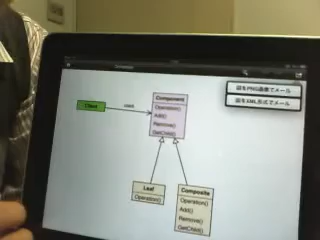 図をPNG画像でメール
図をXML形式でメール
Client
uses
Component
Operation()
Add()
Remove()
GetChild()
Leaf
Operation()
Composite
Operation()
Add()
Remove()
GetChild()